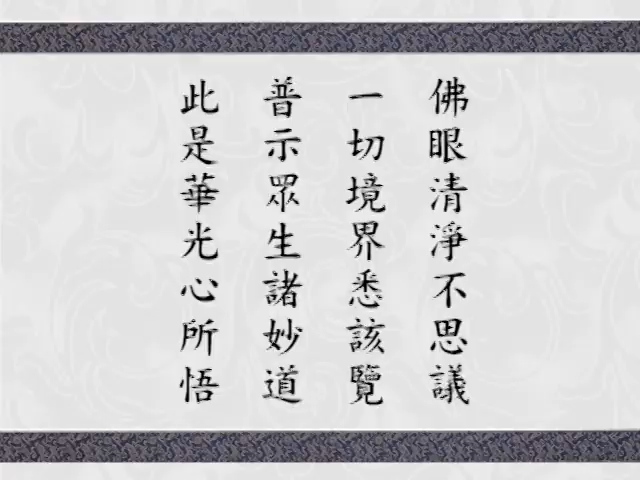 佛眼清淨不思議
一切境界悉該覽
普示眾生諸妙道
此是華光心所悟